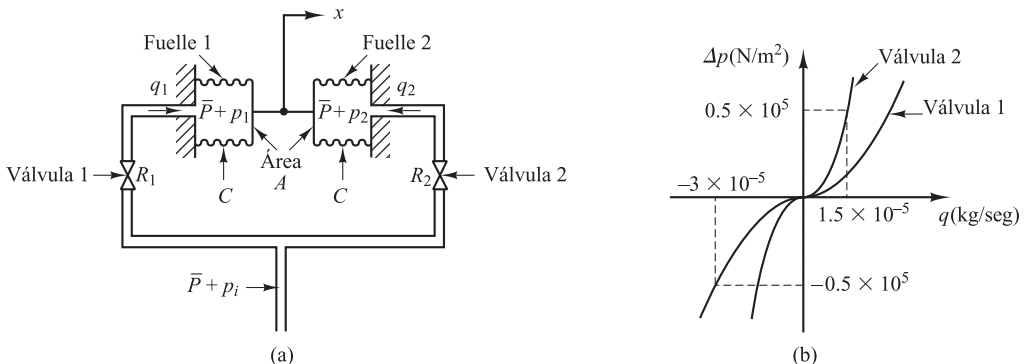 x
Fuelle 1
Fuelle 2
q₁
q₂
P̅ + p₁
P̅ + p₂
Válvula 1
R₁
Área
A
C
C
R₂
Válvula 2
P̅ + pᵢ
(a)
Δp(N/m²)
Válvula 2
0.5 × 10⁵
Válvula 1
−3 × 10⁻⁵
1.5 × 10⁻⁵
q(kg/seg)
−0.5 × 10⁵
(b)